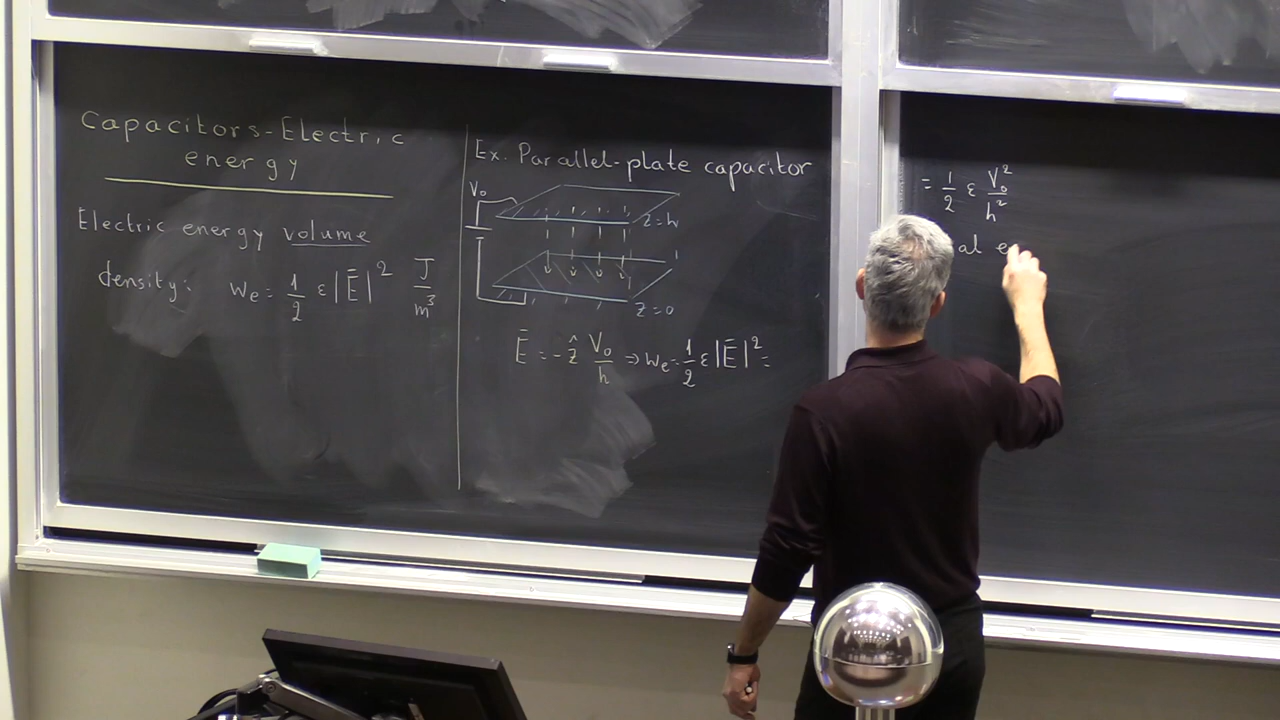 Capacitors-Electric
energy
Electric energy volume
density: We = 1/2 ε|Ē|² J/m³
Ex. Parallel-plate capacitor
V₀
z=h
z=0
Ē = -ẑ V₀/h ⇒ We = 1/2 ε|Ē|² =
= 1/2 ε V₀²/h²
al e